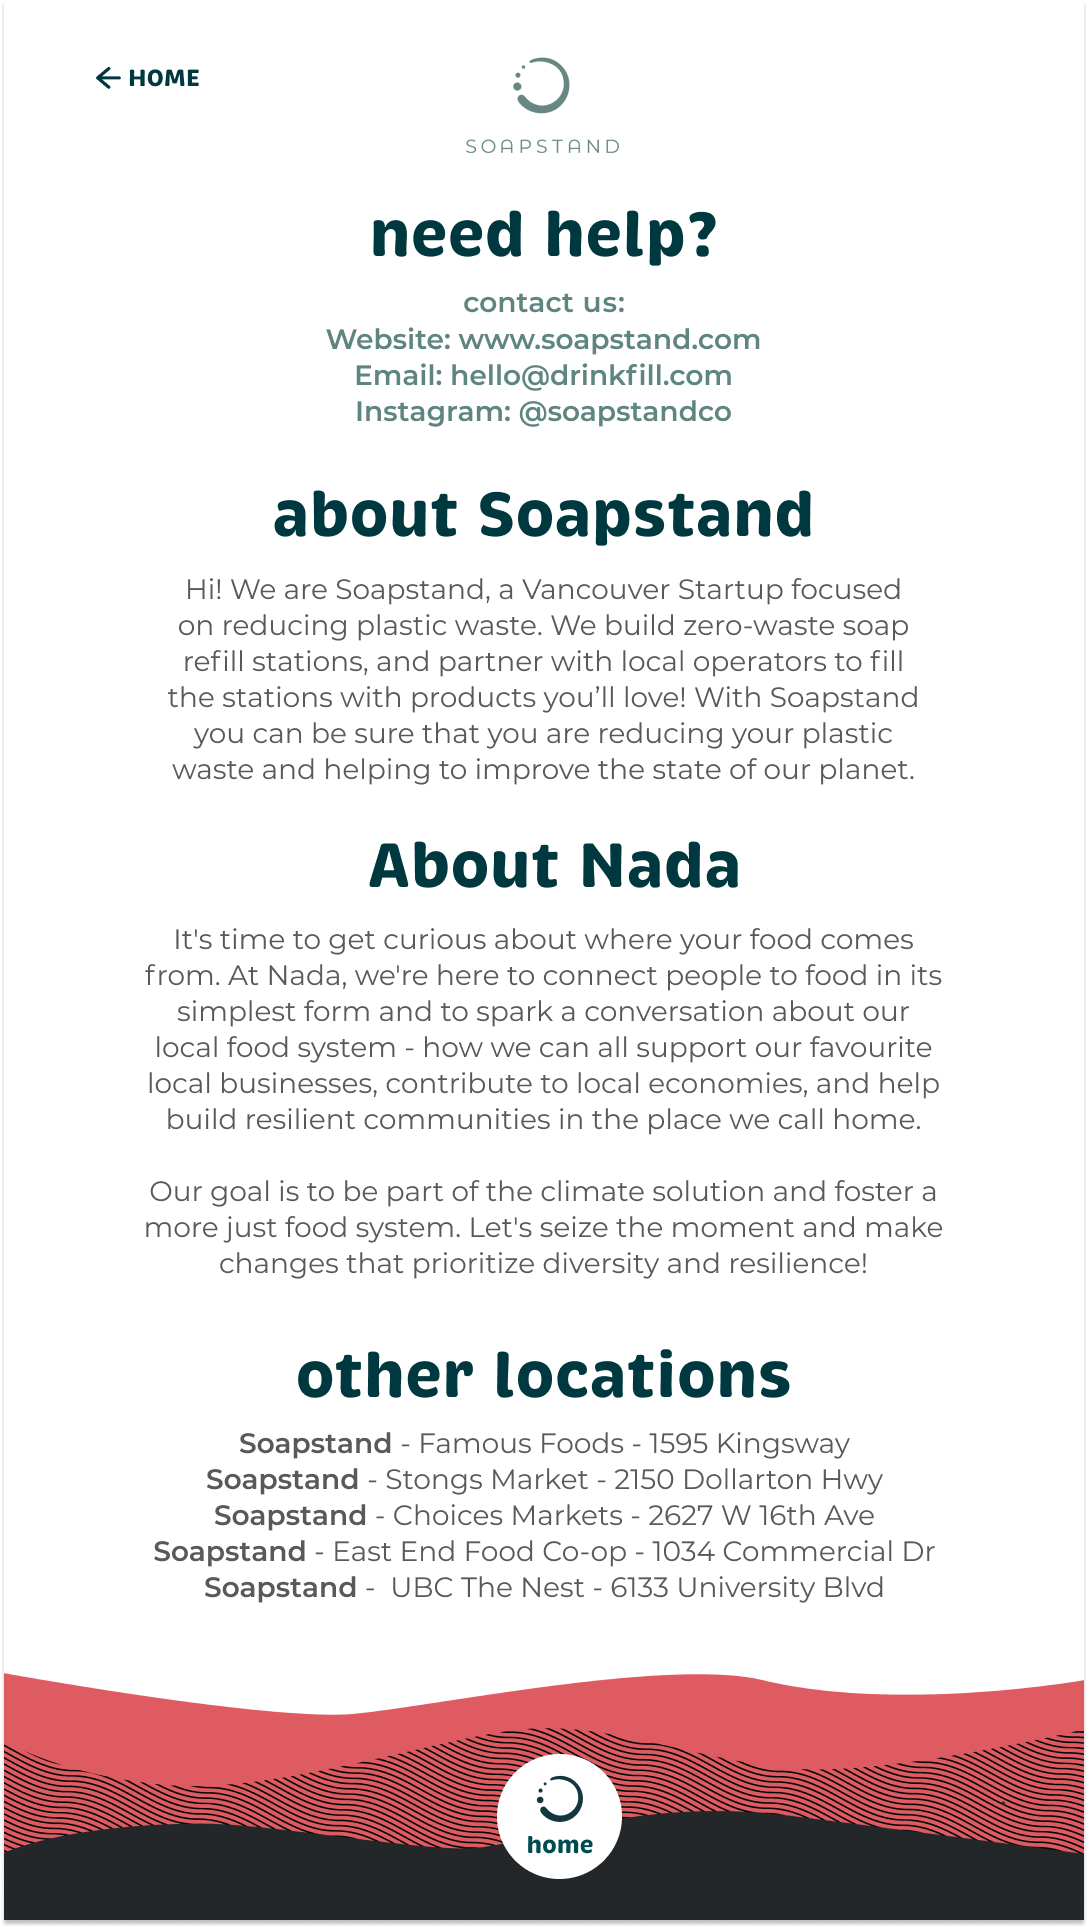 ← HOME
SOAPSTAND
need help?
contact us:
Website: www.soapstand.com
Email: hello@drinkfill.com
Instagram: @soapstandco
about Soapstand
Hi! We are Soapstand, a Vancouver Startup focused
on reducing plastic waste. We build zero-waste soap
refill stations, and partner with local operators to fill
the stations with products you’ll love! With Soapstand
you can be sure that you are reducing your plastic
waste and helping to improve the state of our planet.
About Nada
It's time to get curious about where your food comes
from. At Nada, we're here to connect people to food in its
simplest form and to spark a conversation about our
local food system - how we can all support our favourite
local businesses, contribute to local economies, and help
build resilient communities in the place we call home.
Our goal is to be part of the climate solution and foster a
more just food system. Let's seize the moment and make
changes that prioritize diversity and resilience!
other locations
Soapstand - Famous Foods - 1595 Kingsway
Soapstand - Stongs Market - 2150 Dollarton Hwy
Soapstand - Choices Markets - 2627 W 16th Ave
Soapstand - East End Food Co-op - 1034 Commercial Dr
Soapstand -  UBC The Nest - 6133 University Blvd
home